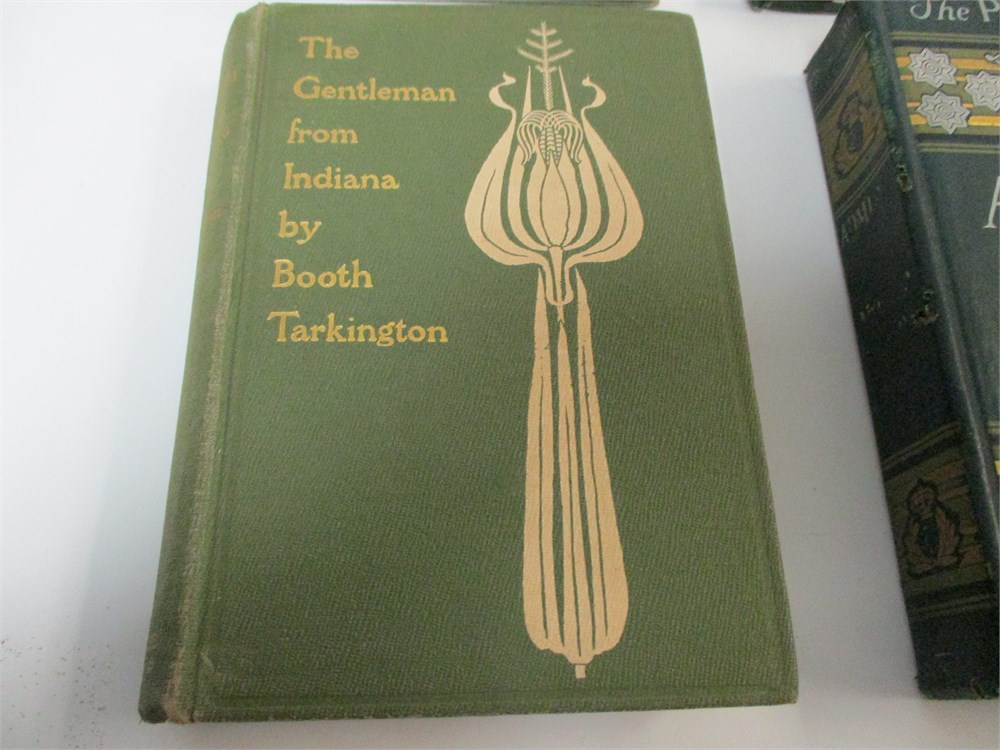 The
Gentleman
from
Indiana
by
Booth
Tarkington
The P